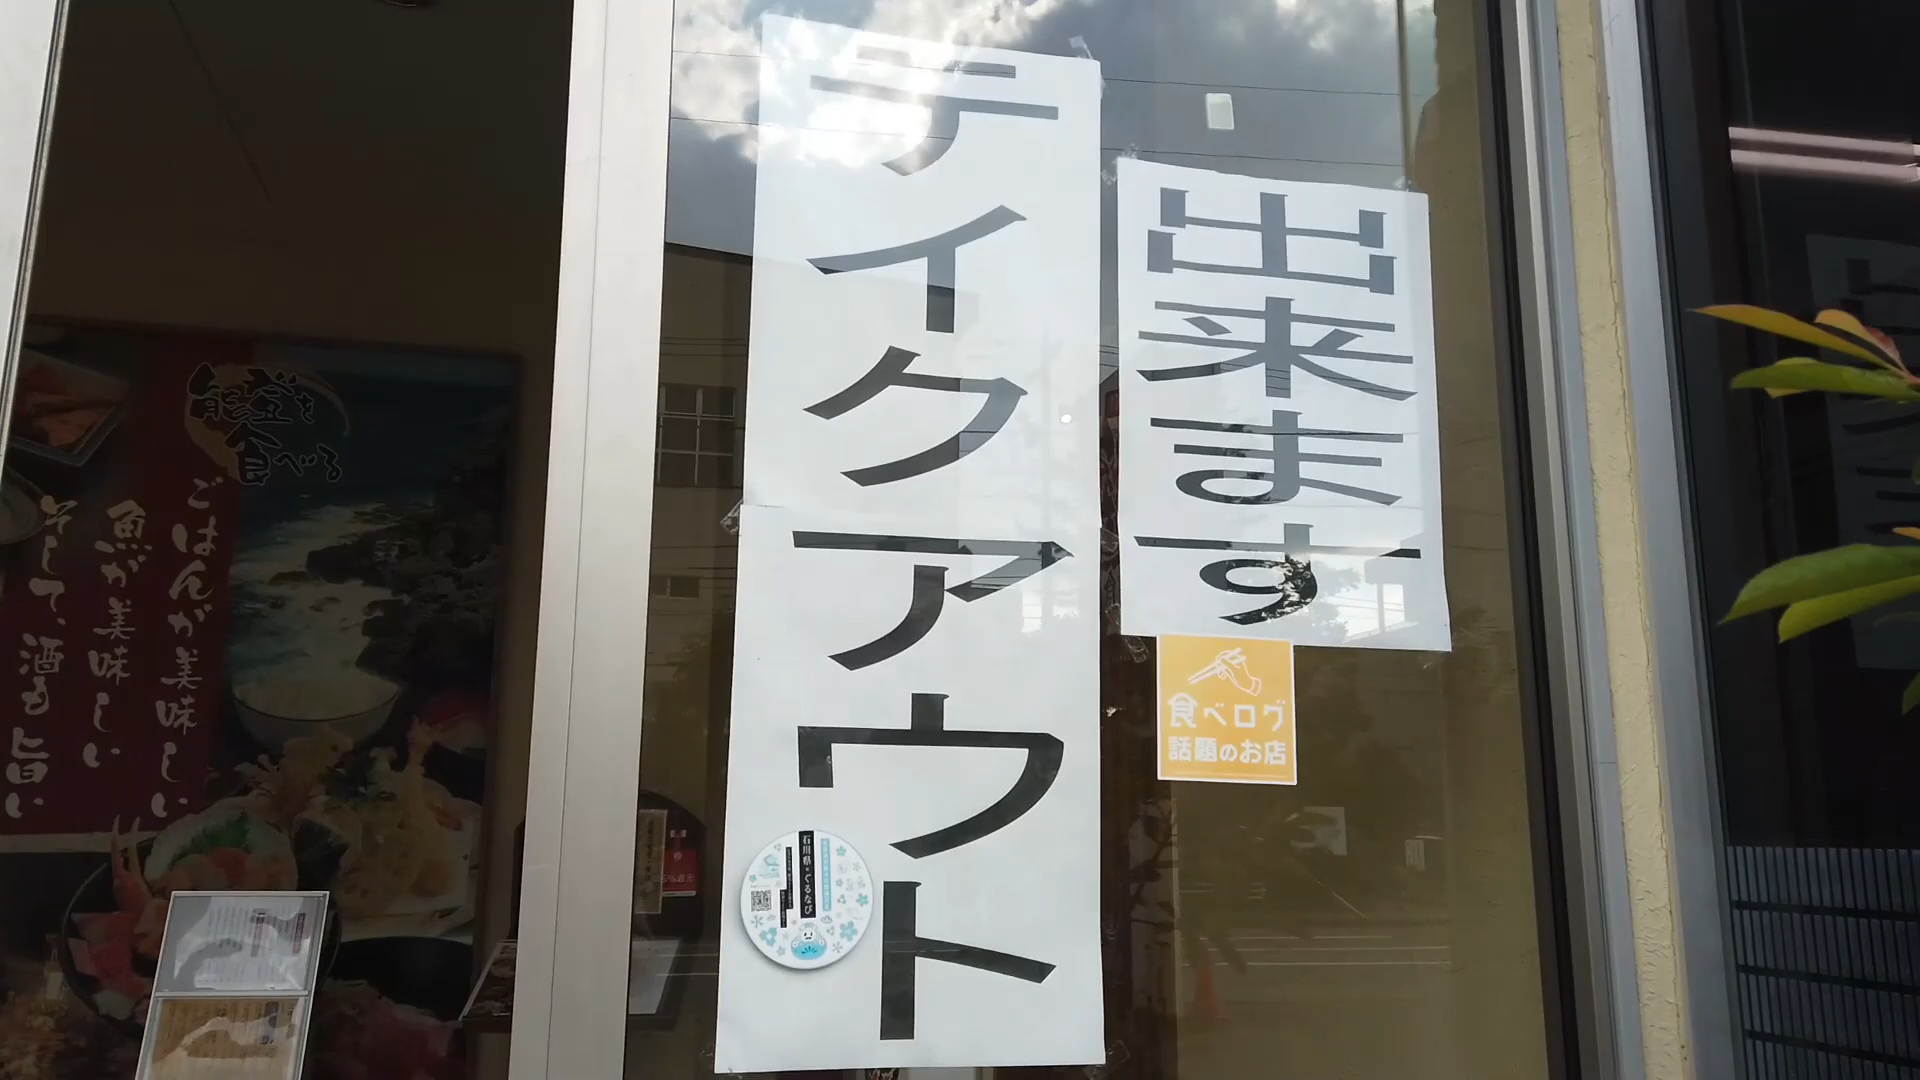 テイクアウト
出来ます
食べログ
話題のお店
石川県×ぐるなび
能登を
食べる
ごはんが美味しい
魚が美味しい
そして、酒も旨い